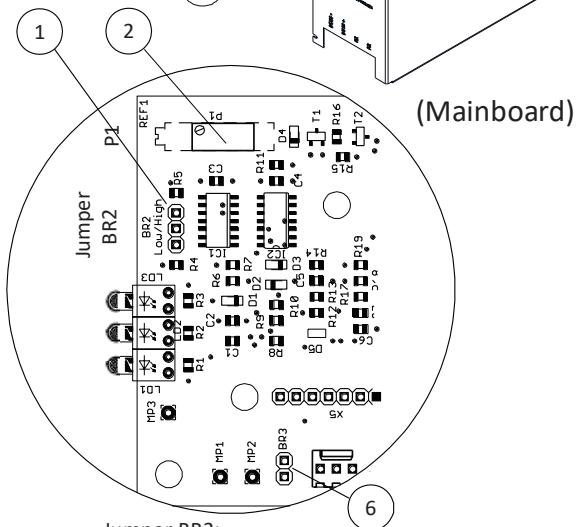 1
2
(Mainboard)
REF1
P1
P1
D4
T1
R16
T2
R11
R15
C3
C4
R5
Jumper
BR2
BR2
Low/High
IC1
IC2
R14
R19
R4
R7
D3
LD3
R6
D2
C5
R13
R17
R3
D1
R10
R12
LD2
C2
R9
R2
D5
C6
R1
C1
R8
LD1
MP3
X5
MP1
MP2
BR3
6